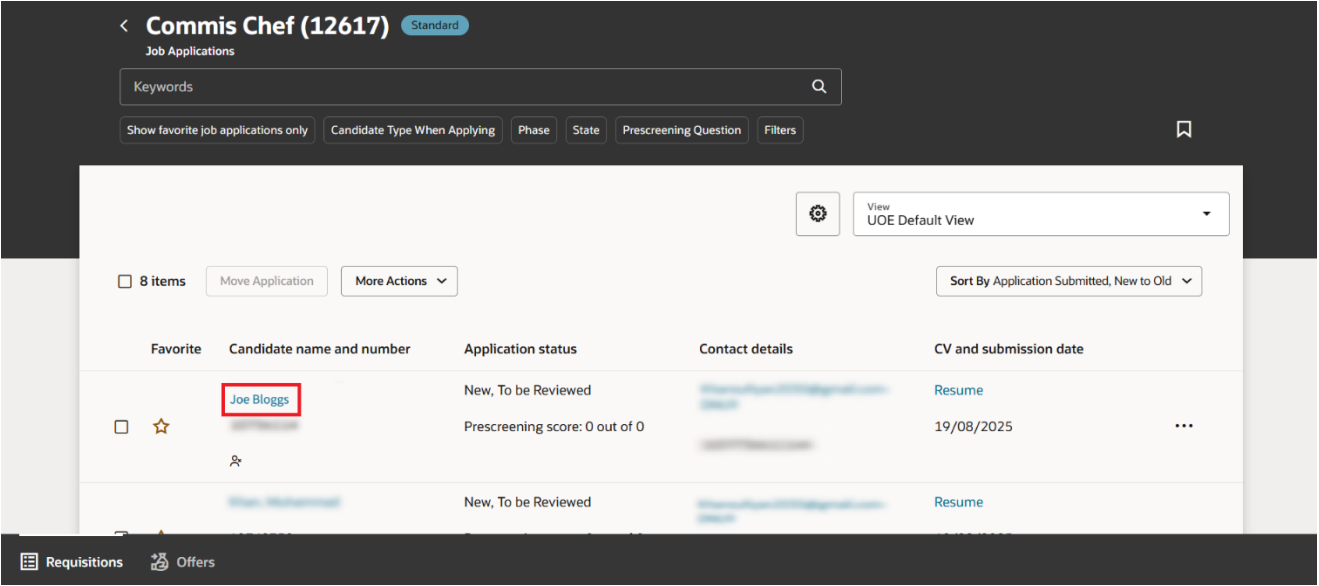 Commis Chef (12617) Standard
Job Applications
Keywords
Show favorite job applications only Candidate Type When Applying Phase State Prescreening Question Filters
View
UOE Default View
8 items Move Application More Actions Sort By Application Submitted, New to Old
Favorite Candidate name and number Application status Contact details CV and submission date
New, To be Reviewed Resume
Joe Bloggs
Prescreening score: 0 out of 0 19/08/2025
New, To be Reviewed Resume
Requisitions Offers